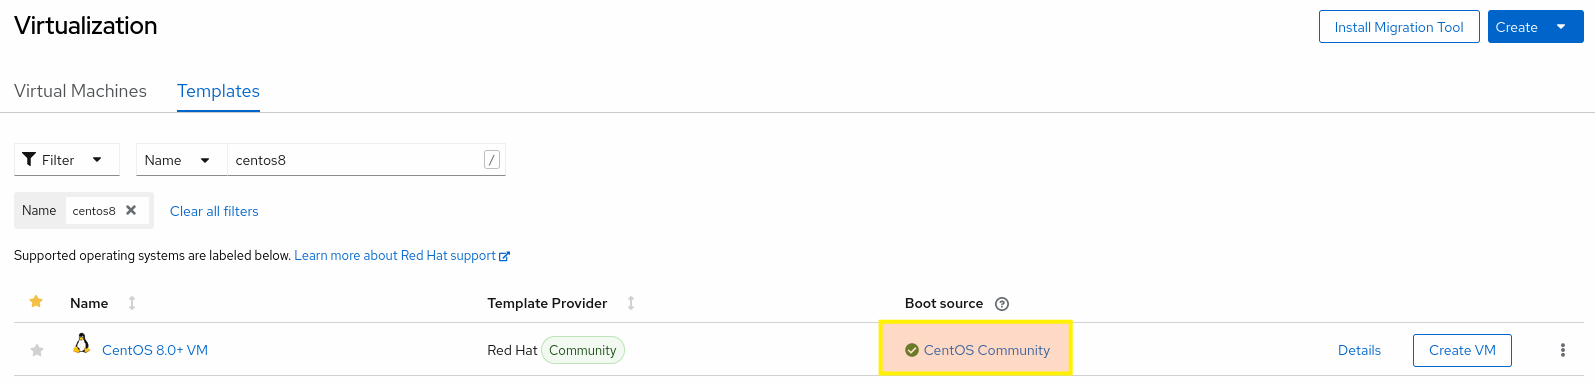 Virtualization
Install Migration Tool
Create
Virtual Machines
Templates
Filter
Name
centos8
/
Name
centos8
Clear all filters
Supported operating systems are labeled below. Learn more about Red Hat support
Name
Template Provider
Boot source
CentOS 8.0+ VM
Red Hat Community
CentOS Community
Details
Create VM